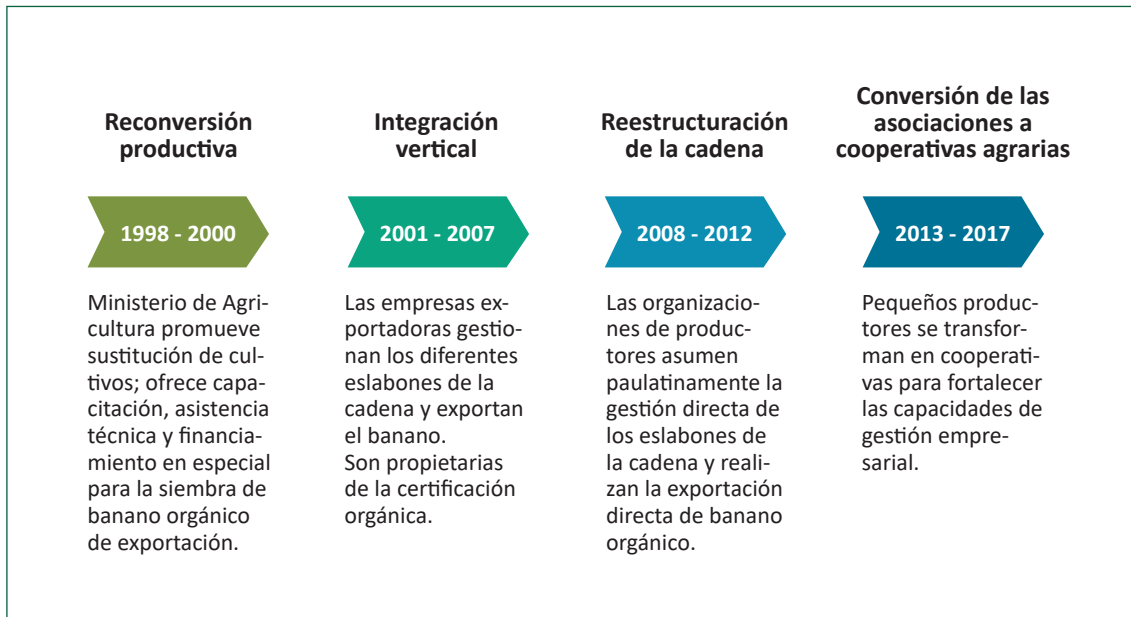 Reconversión
productiva
1998 - 2000
Ministerio de Agri-
cultura promueve
sustitución de cul-
tivos; ofrece capa-
citación, asistencia
técnica y financia-
miento en especial
para la siembra de
banano orgánico
de exportación.
Integración
vertical
2001 - 2007
Las empresas ex-
portadoras gestio-
nan los diferentes
eslabones de la
cadena y exportan
el banano.
Son propietarias
de la certificación
orgánica.
Reestructuración
de la cadena
2008 - 2012
Las organizacio-
nes de produc-
tores asumen
paulatinamente la
gestión directa de
los eslabones de
la cadena y reali-
zan la exportación
directa de banano
orgánico.
Conversión de las
asociaciones a
cooperativas agrarias
2013 - 2017
Pequeños produc-
tores se transfor-
man en cooperati-
vas para fortalecer
las capacidades de
gestión empre-
sarial.